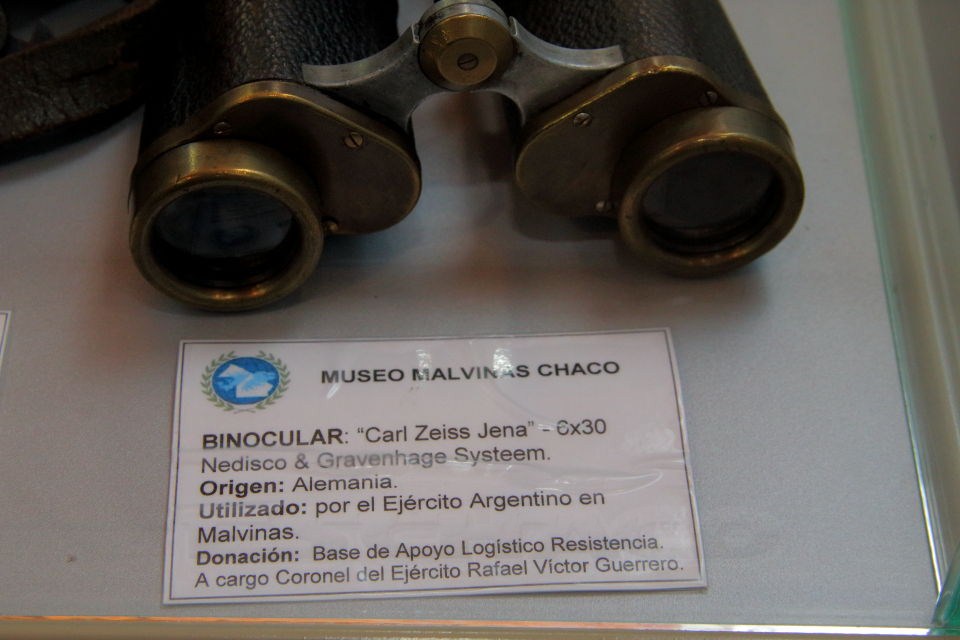 MUSEO MALVINAS CHACO
BINOCULAR: “Carl Zeiss Jena” - 6x30
Nedisco & Gravenhage Systeem.
Origen: Alemania.
Utilizado: por el Ejército Argentino en
Malvinas.
Donación: Base de Apoyo Logístico Resistencia.
A cargo Coronel del Ejército Rafael Víctor Guerrero.